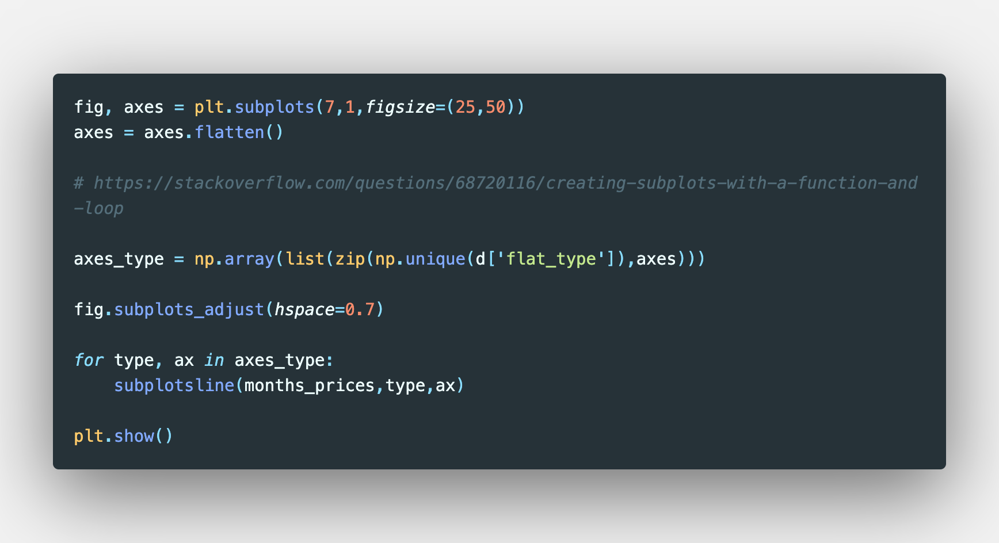 fig, axes = plt.subplots(7,1,figsize=(25,50))
axes = axes.flatten()
# https://stackoverflow.com/questions/68720116/creating-subplots-with-a-function-and
-loop
axes_type = np.array(list(zip(np.unique(d['flat_type']),axes)))
fig.subplots_adjust(hspace=0.7)
for type, ax in axes_type:
    subplotsline(months_prices,type,ax)
plt.show()